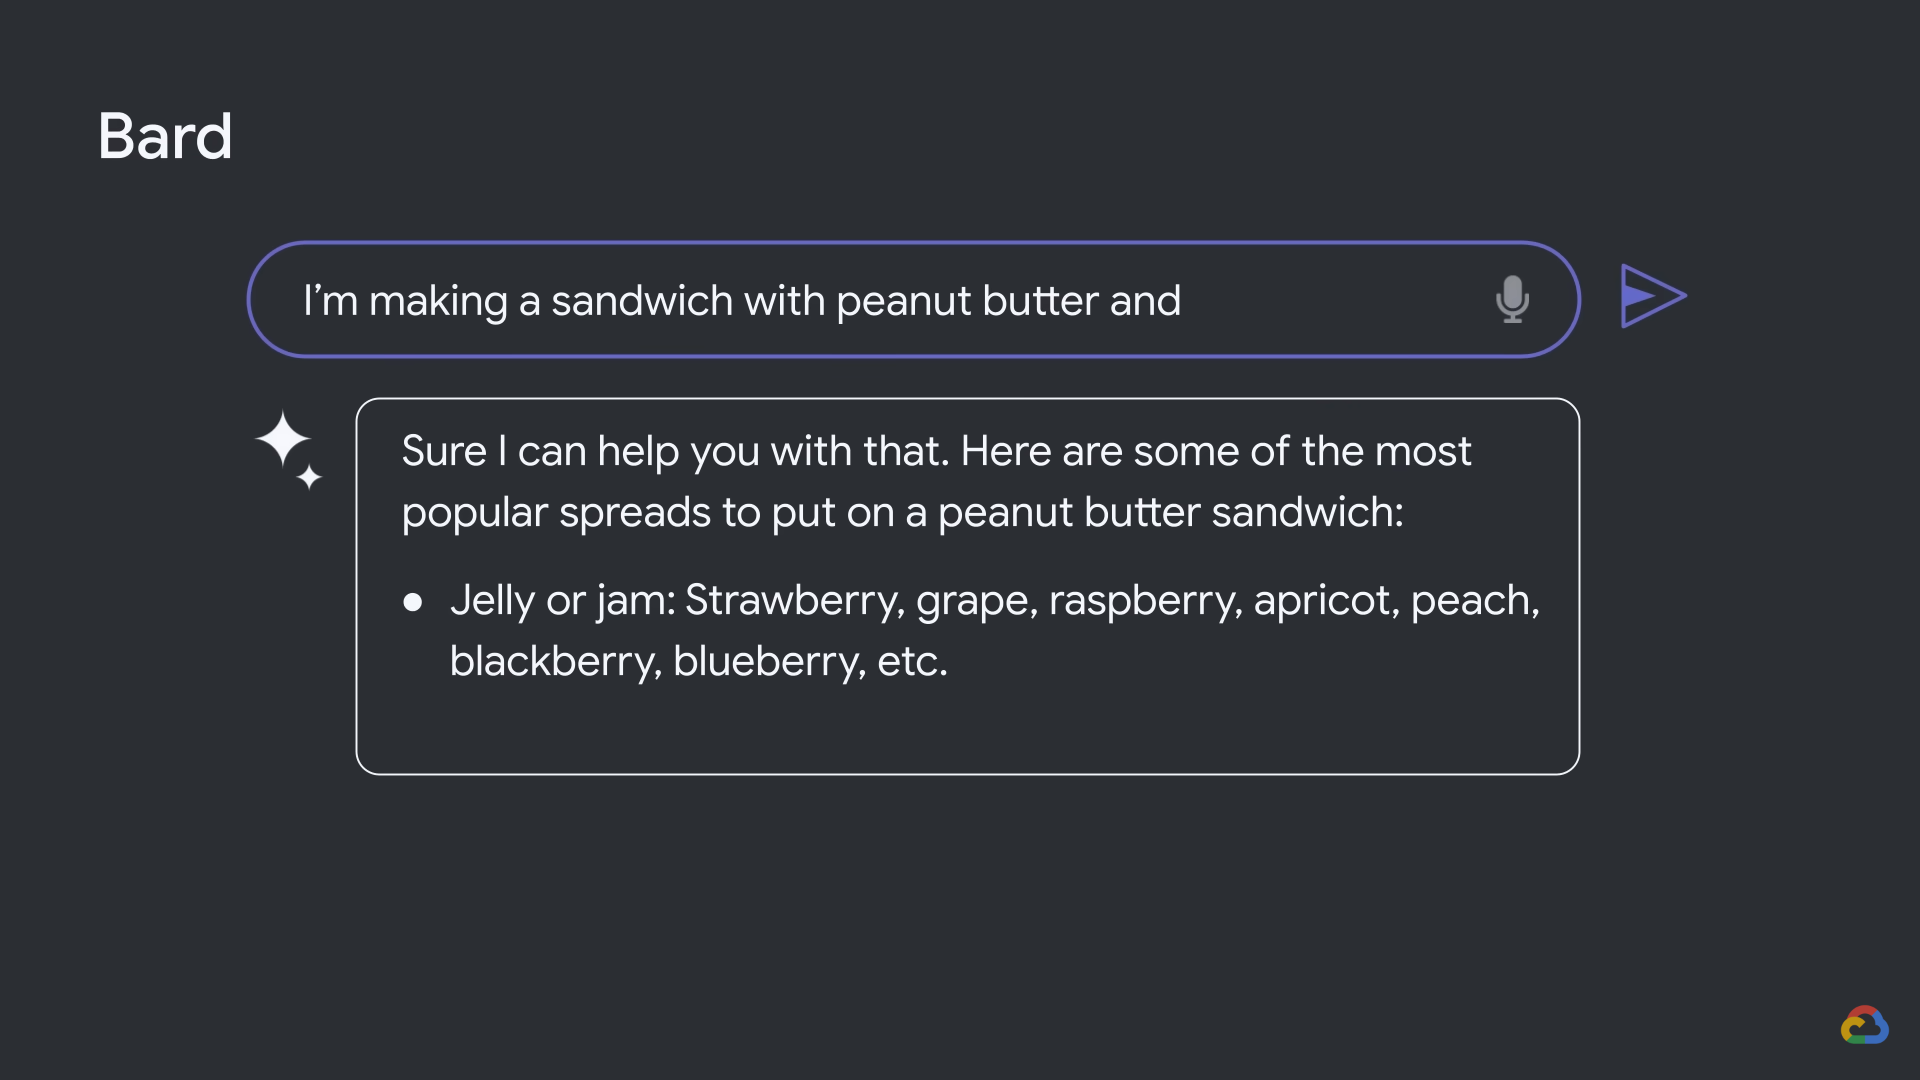 Bard
I’m making a sandwich with peanut butter and
Sure I can help you with that. Here are some of the most
popular spreads to put on a peanut butter sandwich:
● Jelly or jam: Strawberry, grape, raspberry, apricot, peach,
blackberry, blueberry, etc.